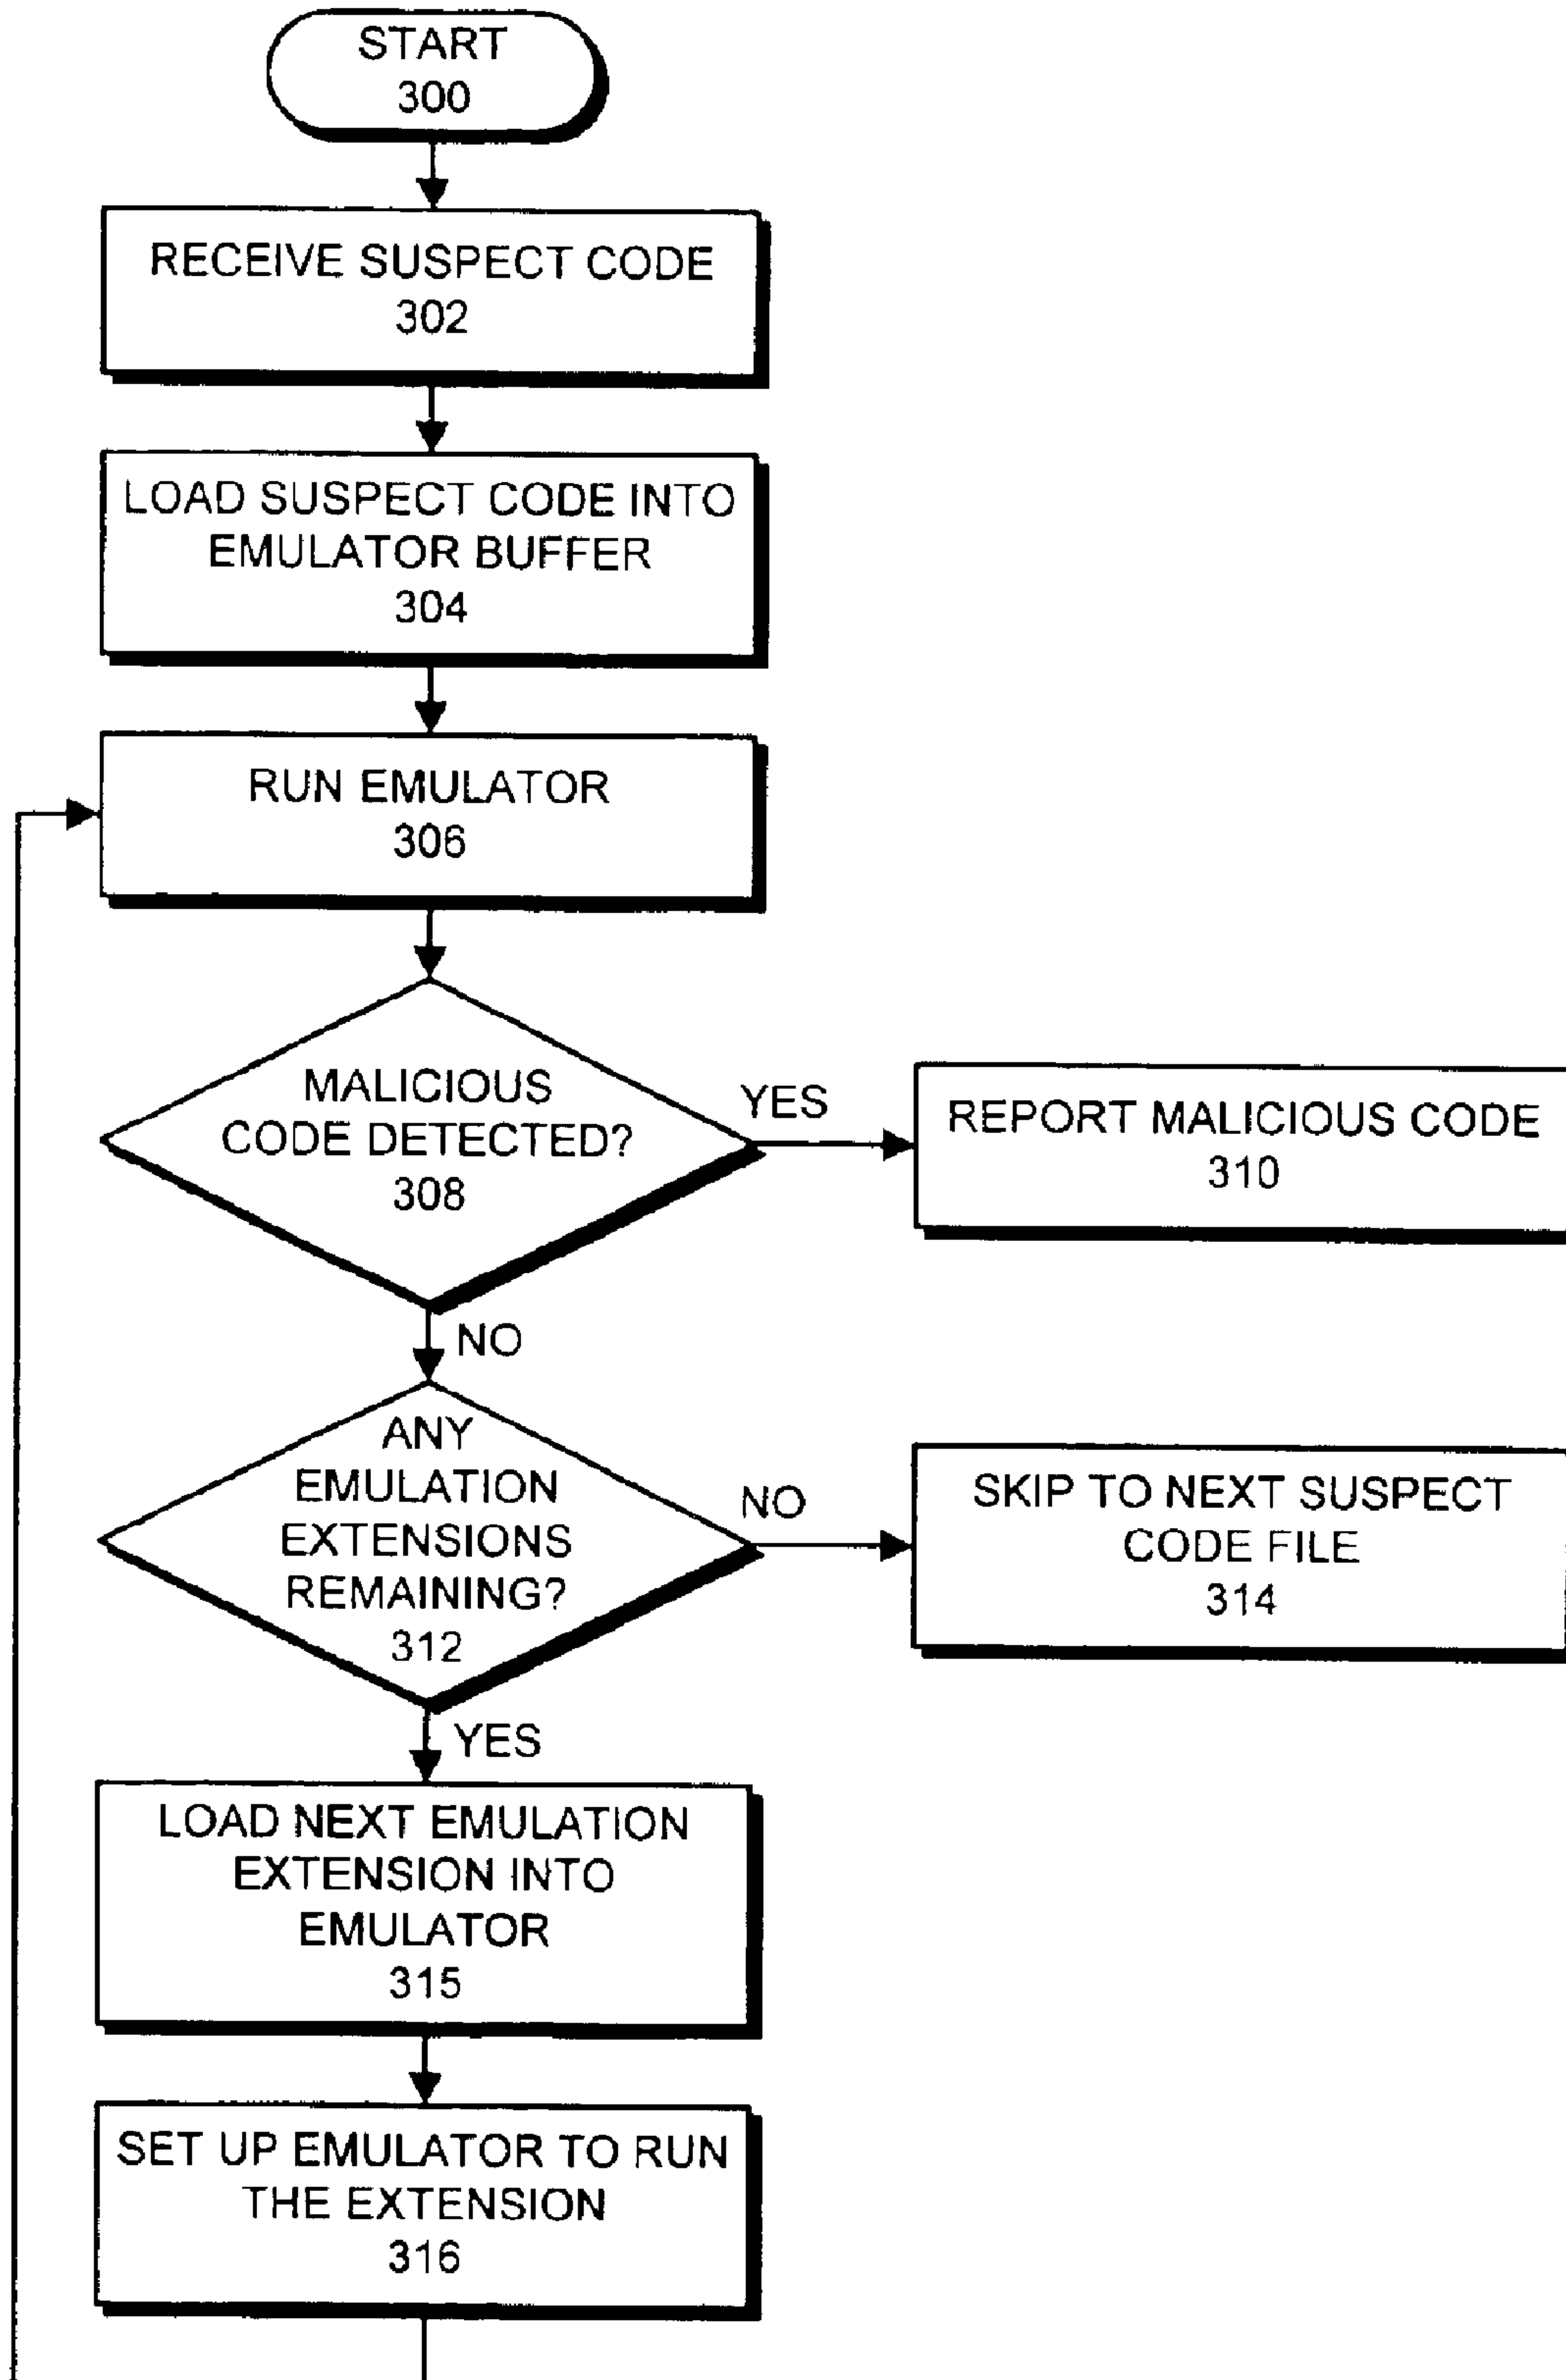 START
300
RECEIVE SUSPECT CODE
302
LOAD SUSPECT CODE INTO
EMULATOR BUFFER
304
RUN EMULATOR
306
MALICIOUS
CODE DETECTED?
308
YES
REPORT MALICIOUS CODE
310
NO
ANY
EMULATION
EXTENSIONS
REMAINING?
312
NO
SKIP TO NEXT SUSPECT
CODE FILE
314
YES
LOAD NEXT EMULATION
EXTENSION INTO
EMULATOR
315
SET UP EMULATOR TO RUN
THE EXTENSION
316